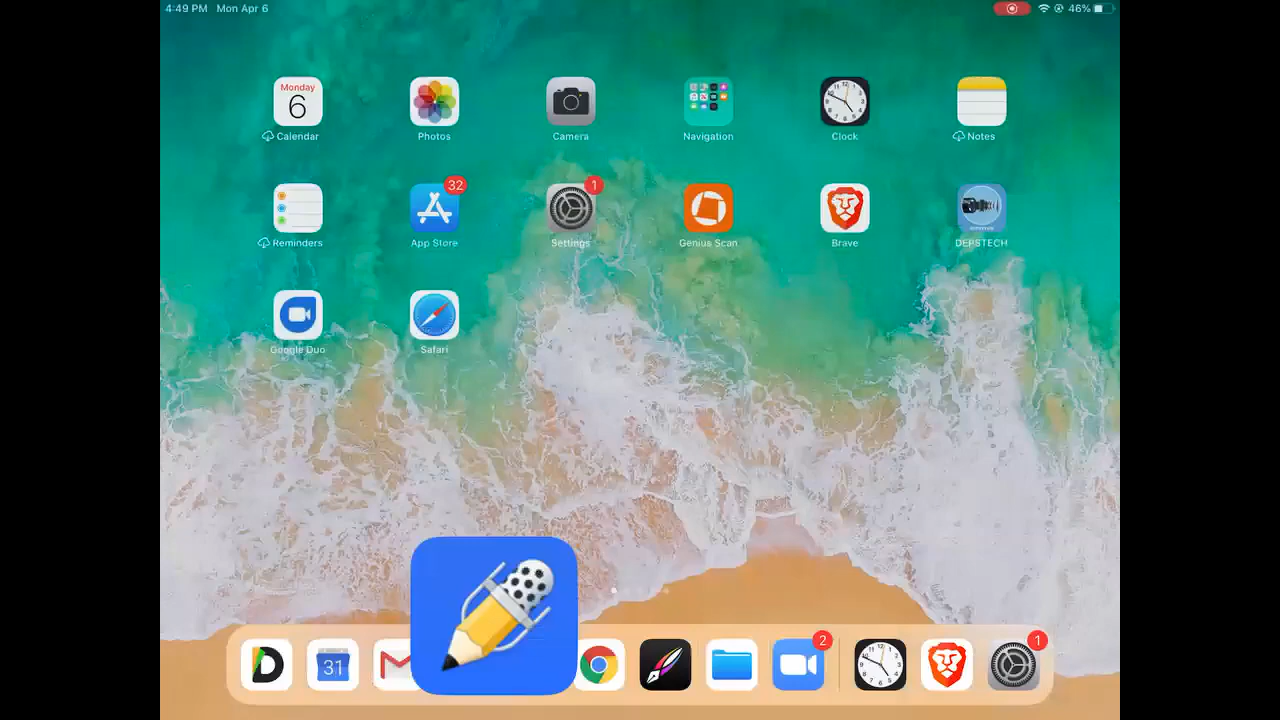 4:49 PM Mon Apr 6
46%
Monday
6
Calendar
Photos
Camera
Navigation
Clock
Notes
32
1
Reminders
App Store
Settings
Genius Scan
Brave
DEPSTECH
Google Duo
Safari
31
2
1